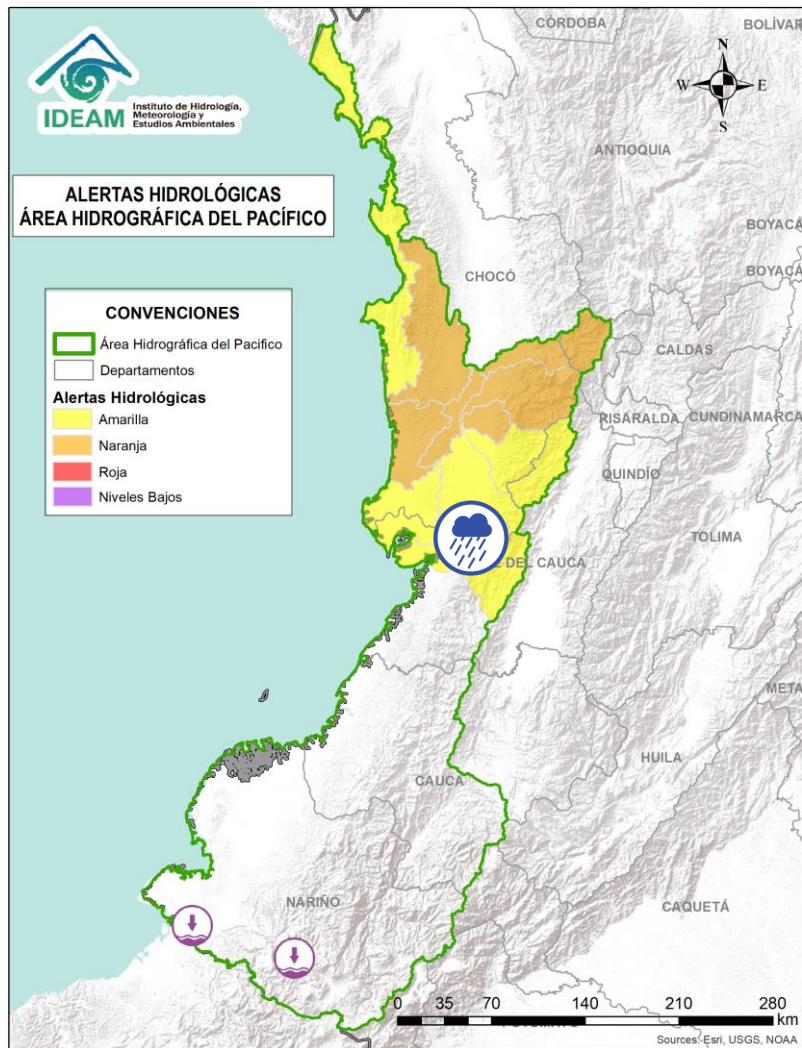 IDEAM
Instituto de Hidrología,
Meteorología y
Estudios Ambientales
ALERTAS HIDROLÓGICAS
ÁREA HIDROGRÁFICA DEL PACÍFICO
CONVENCIONES
Área Hidrográfica del Pacifico
Departamentos
Alertas Hidrológicas
Amarilla
Naranja
Roja
Niveles Bajos
N
W
E
S
CÓRDOBA
BOLÍVAR
ANTIOQUIA
BOYACÁ
BOYACÁ
CHOCÓ
CALDAS
RISARALDA
CUNDINAMARCA
QUINDÍO
TOLIMA
DEL CAUCA
META
HUILA
CAUCA
NARIÑO
CAQUETÁ
0 35 70 140 210 280
km
Sources: Esri, USGS, NOAA